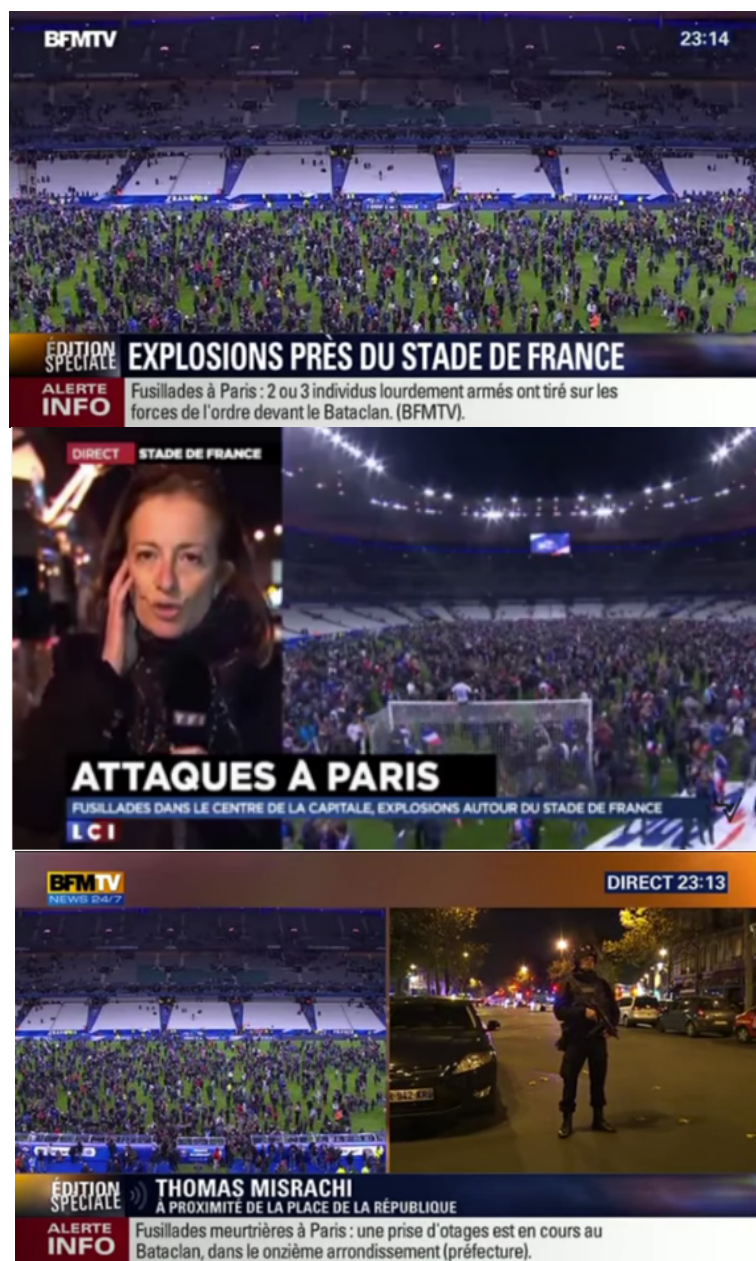 BFMTV
23:14
FRANCE
ÉDITION
SPÉCIALE
EXPLOSIONS PRÈS DU STADE DE FRANCE
ALERTE
INFO
Fusillades à Paris : 2 ou 3 individus lourdement armés ont tiré sur les
forces de l'ordre devant le Bataclan. (BFMTV).
DIRECT STADE DE FRANCE
ATTAQUES À PARIS
FUSILLADES DANS LE CENTRE DE LA CAPITALE, EXPLOSIONS AUTOUR DU STADE DE FRANCE
LCI
BFMTV
NEWS 24/7
DIRECT 23:13
ÉDITION
SPÉCIALE
THOMAS MISRACHI
À PROXIMITÉ DE LA PLACE DE LA RÉPUBLIQUE
ALERTE
INFO
Fusillades meurtrières à Paris : une prise d'otages est en cours au
Bataclan, dans le onzième arrondissement (préfecture).